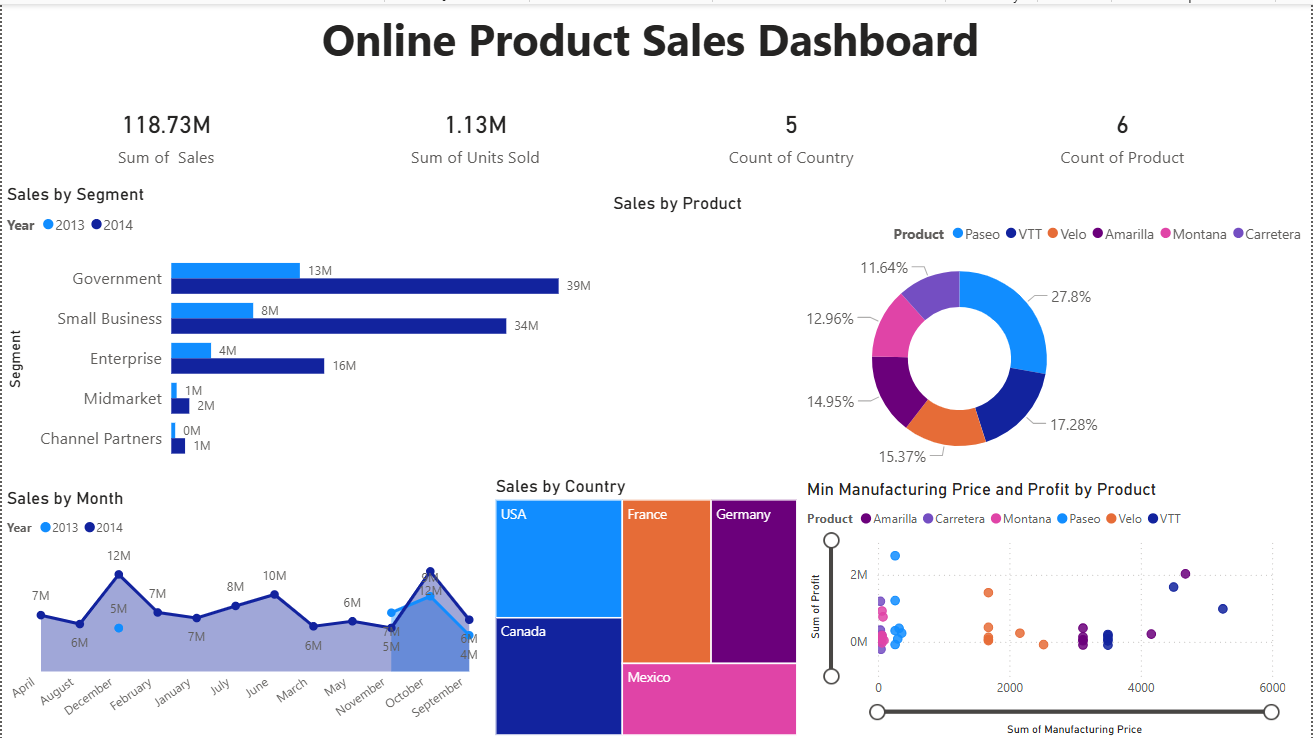 Online Product Sales Dashboard
118.73M
Sum of Sales
1.13M
Sum of Units Sold
5
Count of Country
6
Count of Product
Sales by Segment
Year 2013 2014
Segment
Government 13M
39M
Small Business 8M
34M
Enterprise 4M
16M
Midmarket 1M
2M
Channel Partners 0M
1M
Sales by Product
Product Paseo VTT Velo Amarilla Montana Carretera
11.64%
27.8%
12.96%
14.95%
17.28%
15.37%
Sales by Month
Year 2013 2014
7M
6M
12M
5M
7M
7M
8M
10M
6M
6M
7M
5M
9M
12M
6M
4M
April August December February January July June March May November October September
Sales by Country
USA
France
Germany
Canada
Mexico
Min Manufacturing Price and Profit by Product
Product Amarilla Carretera Montana Paseo Velo VTT
Sum of Profit
2M
0M
0 2000 4000 6000
Sum of Manufacturing Price